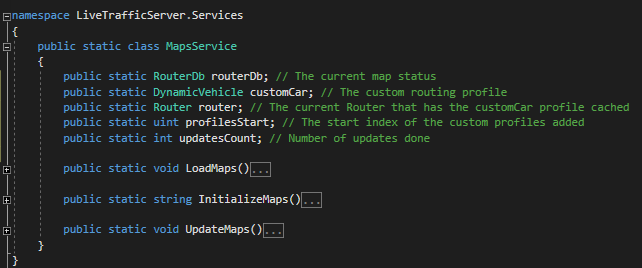 namespace LiveTrafficServer.Services
{
public static class MapsService
{
public static RouterDb routerDb; // The current map status
public static DynamicVehicle customCar; // The custom routing profile
public static Router router; // The current Router that has the customCar profile cached
public static uint profilesStart; // The start index of the custom profiles added
public static int updatesCount; // Number of updates done
public static void LoadMaps()...
public static string InitializeMaps()...
public static void UpdateMaps()...
}
}